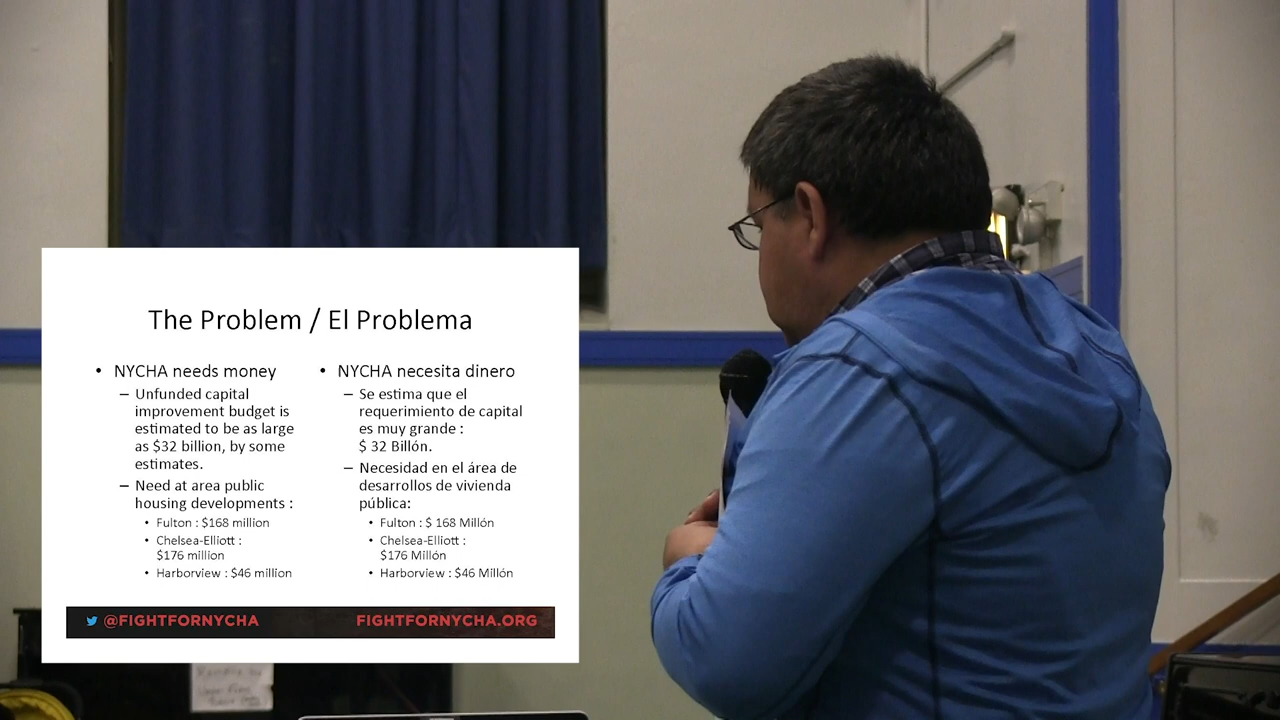 The Problem / El Problema
• NYCHA needs money
– Unfunded capital
improvement budget is
estimated to be as large
as $32 billion, by some
estimates.
– Need at area public
housing developments :
• Fulton : $168 million
• Chelsea-Elliott :
$176 million
• Harborview : $46 million
• NYCHA necesita dinero
– Se estima que el
requerimiento de capital
es muy grande :
$ 32 Billón.
– Necesidad en el área de
desarrollos de vivienda
pública:
• Fulton : $ 168 Millón
• Chelsea-Elliott :
$176 Millón
• Harborview : $46 Millón
@FIGHTFORNYCHA
FIGHTFORNYCHA.ORG